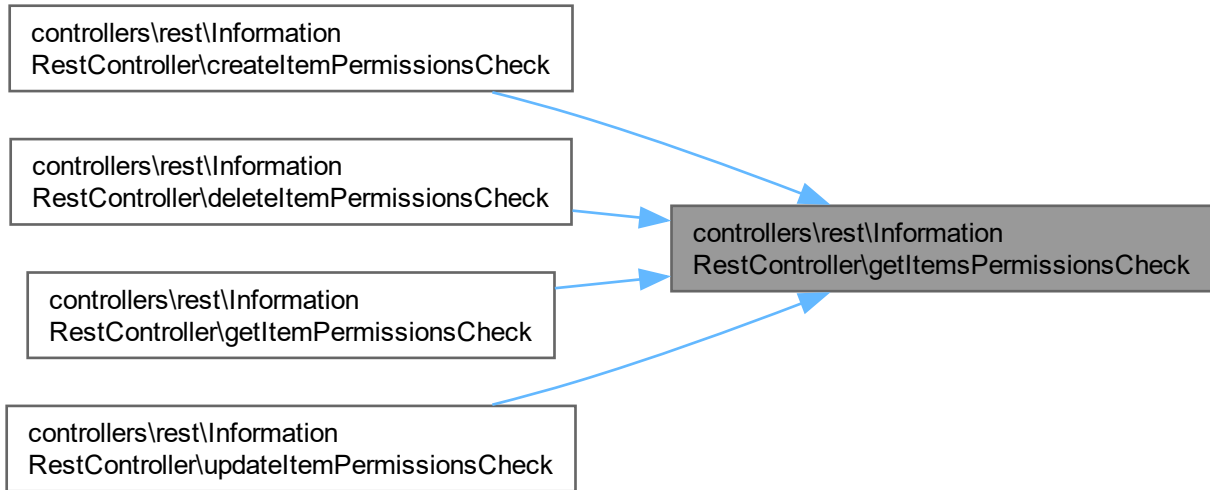 controllers\rest\Information
RestController\createItemPermissionsCheck
controllers\rest\Information
RestController\deleteItemPermissionsCheck
controllers\rest\Information
RestController\getItemsPermissionsCheck
controllers\rest\Information
RestController\getItemPermissionsCheck
controllers\rest\Information
RestController\updateItemPermissionsCheck